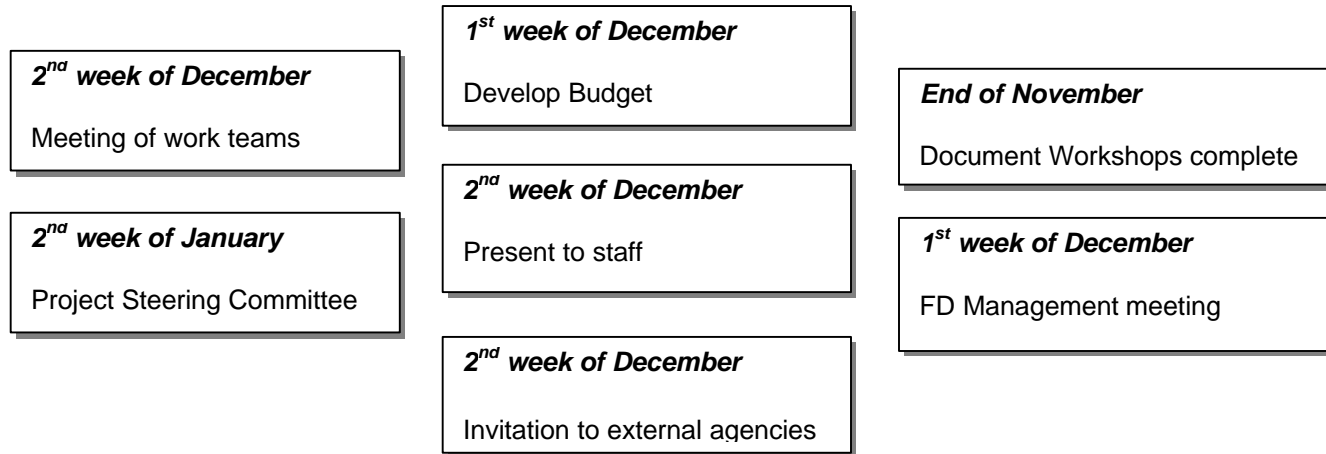 2nd week of December
Meeting of work teams
2nd week of January
Project Steering Committee
1st week of December
Develop Budget
2nd week of December
Present to staff
2nd week of December
Invitation to external agencies
End of November
Document Workshops complete
1st week of December
FD Management meeting